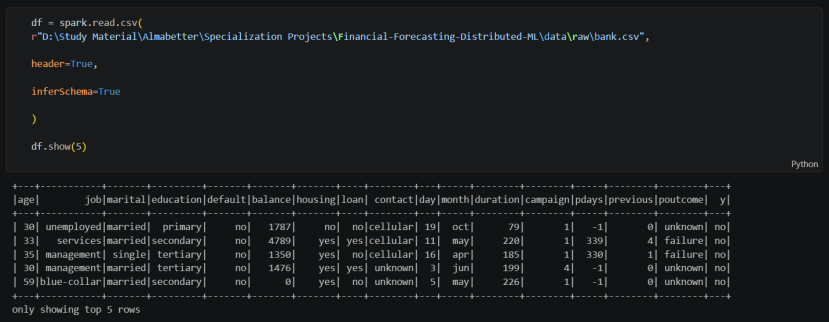 df = spark.read.csv(
r"D:\Study Material\Almabetter\Specialization Projects\Financial-Forecasting-Distributed-ML\data\raw\bank.csv",
header=True,
inferSchema=True
)
df.show(5)
Python
+---+-----------+-------+---------+-------+-------+-------+----+--------+---+-----+--------+--------+-----+--------+--------+---+
|age|        job|marital|education|default|balance|housing|loan| contact|day|month|duration|campaign|pdays|previous|poutcome|  y|
+---+-----------+-------+---------+-------+-------+-------+----+--------+---+-----+--------+--------+-----+--------+--------+---+
| 30| unemployed|married|  primary|     no|   1787|     no|  no|cellular| 19|  oct|      79|       1|   -1|       0| unknown| no|
| 33|   services|married|secondary|     no|   4789|    yes| yes|cellular| 11|  may|     220|       1|  339|       4| failure| no|
| 35| management| single| tertiary|     no|   1350|    yes|  no|cellular| 16|  apr|     185|       1|  330|       1| failure| no|
| 30| management|married| tertiary|     no|   1476|    yes| yes| unknown|  3|  jun|     199|       4|   -1|       0| unknown| no|
| 59|blue-collar|married|secondary|     no|      0|    yes|  no| unknown|  5|  may|     226|       1|   -1|       0| unknown| no|
+---+-----------+-------+---------+-------+-------+-------+----+--------+---+-----+--------+--------+-----+--------+--------+---+
only showing top 5 rows